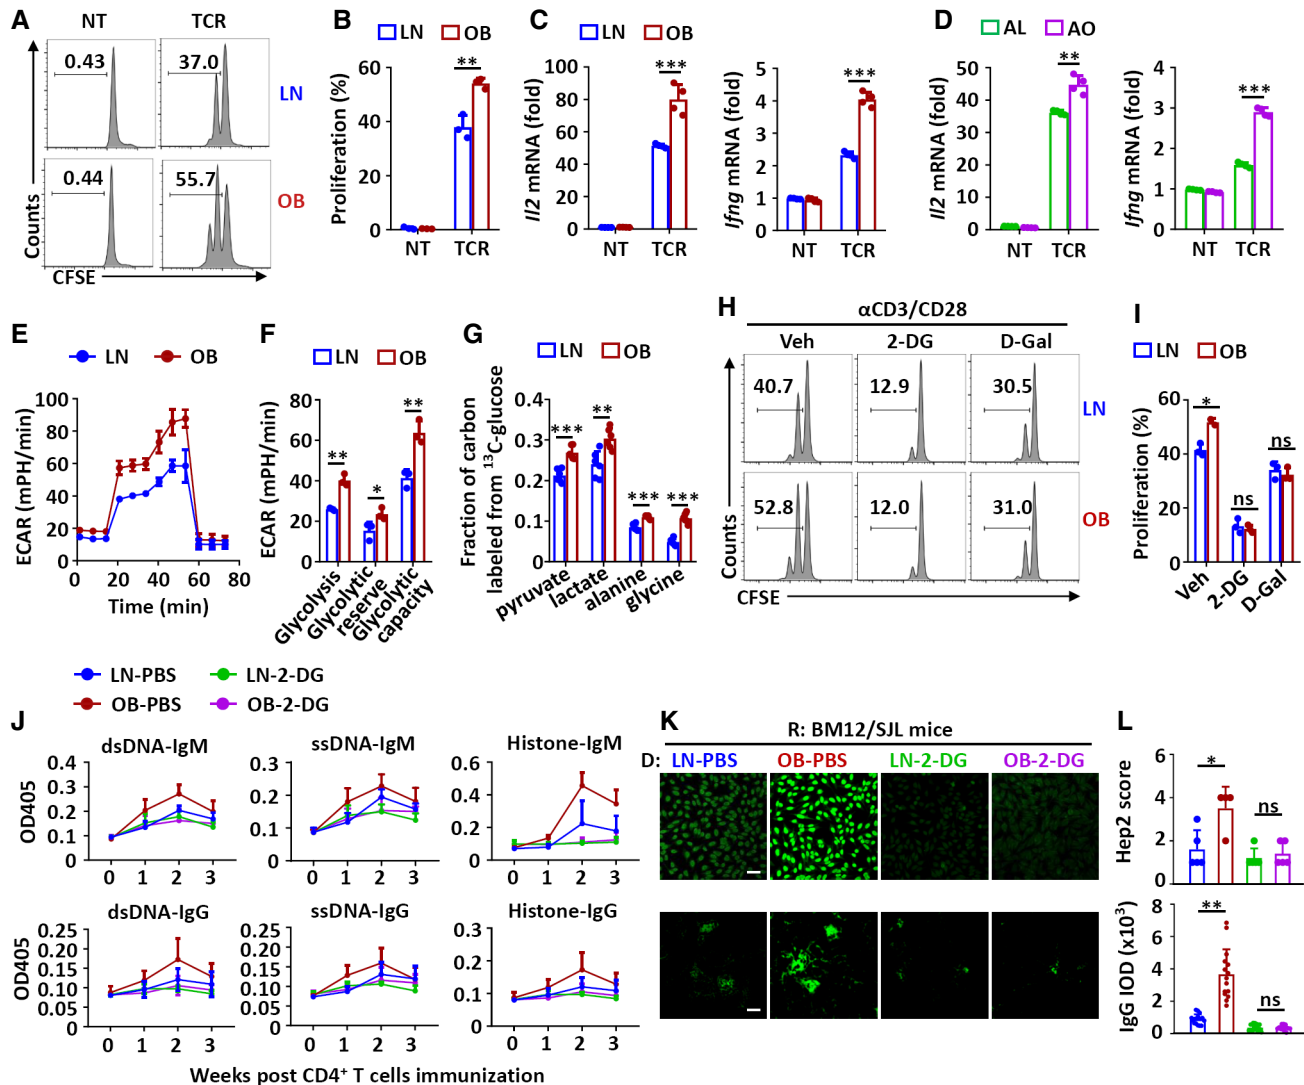 A
NT TCR
0.43 37.0 LN
0.44 55.7 OB
Counts
CFSE
B
LN OB
Proliferation (%)
60
40
20
0
**
NT TCR
C
LN OB
Il2 mRNA (fold)
100
80
60
40
20
0
***
NT TCR
Ifng mRNA (fold)
5
4
3
2
1
0
***
NT TCR
D
AL AO
Il2 mRNA (fold)
50
40
30
20
10
0
**
NT TCR
Ifng mRNA (fold)
4
3
2
1
0
***
NT TCR
E
LN OB
ECAR (mPH/min)
100
80
60
40
20
0
0 20 40 60 80
Time (min)
F
LN OB
ECAR (mPH/min)
80
60
40
20
0
** * **
Glycolysis
Glycolytic reserve
Glycolytic capacity
G
LN OB
Fraction of carbon
labeled from 13C-glucose
0.4
0.3
0.2
0.1
0
*** ** *** ***
pyruvate
lactate
alanine
glycine
H
αCD3/CD28
Veh 2-DG D-Gal
40.7 12.9 30.5 LN
52.8 12.0 31.0 OB
Counts
CFSE
I
LN OB
Proliferation (%)
60
40
20
0
* ns ns
Veh
2-DG
D-Gal
LN-PBS LN-2-DG
OB-PBS OB-2-DG
J
dsDNA-IgM
OD405
0.4
0.3
0.2
0.1
0
0 1 2 3
ssDNA-IgM
0.3
0.2
0.1
0
0 1 2 3
Histone-IgM
0.6
0.4
0.2
0
0 1 2 3
dsDNA-IgG
OD405
0.25
0.20
0.15
0.10
0.05
0
0 1 2 3
ssDNA-IgG
0.25
0.20
0.15
0.10
0.05
0
0 1 2 3
Histone-IgG
0.3
0.2
0.1
0
0 1 2 3
Weeks post CD4+ T cells immunization
K
R: BM12/SJL mice
D: LN-PBS OB-PBS LN-2-DG OB-2-DG
L
Hep2 score
6
4
2
0
* ns
IgG IOD (x103)
8
6
4
2
0
** ns